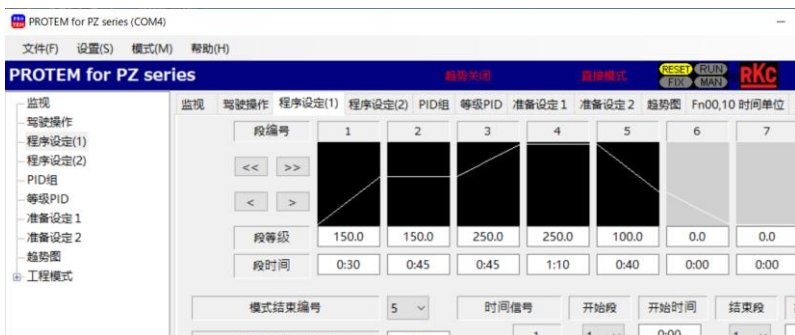 PROTEM for PZ series (COM4)
文件(F) 设置(S) 模式(M) 帮助(H)
PROTEM for PZ series 趋势关闭 直接模式 RESET RUN FIX MAN RKC
监视
驾驶操作
程序设定(1)
程序设定(2)
PID组
等级PID
准备设定1
准备设定2
趋势图
工程模式
监视 驾驶操作 程序设定(1) 程序设定(2) PID组 等级PID 准备设定1 准备设定2 趋势图 Fn00,10 时间单位
段编号 1 2 3 4 5 6 7
<< >>
< >
段等级 150.0 150.0 250.0 250.0 100.0 0.0 0.0
段时间 0:30 0:45 0:45 1:10 0:40 0:00 0:00
模式结束编号 5 时间信号 开始段 开始时间 结束段